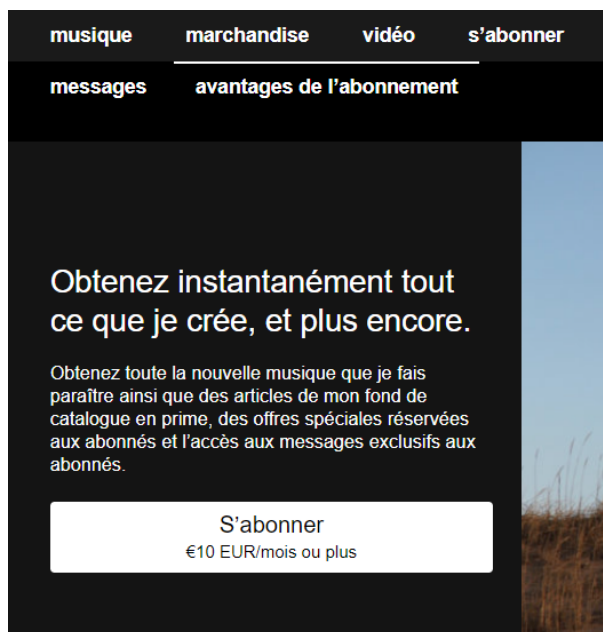 musique marchandise vidéo s’abonner
messages avantages de l’abonnement
Obtenez instantanément tout
ce que je crée, et plus encore.
Obtenez toute la nouvelle musique que je fais
paraître ainsi que des articles de mon fond de
catalogue en prime, des offres spéciales réservées
aux abonnés et l’accès aux messages exclusifs aux
abonnés.
S’abonner
€10 EUR/mois ou plus